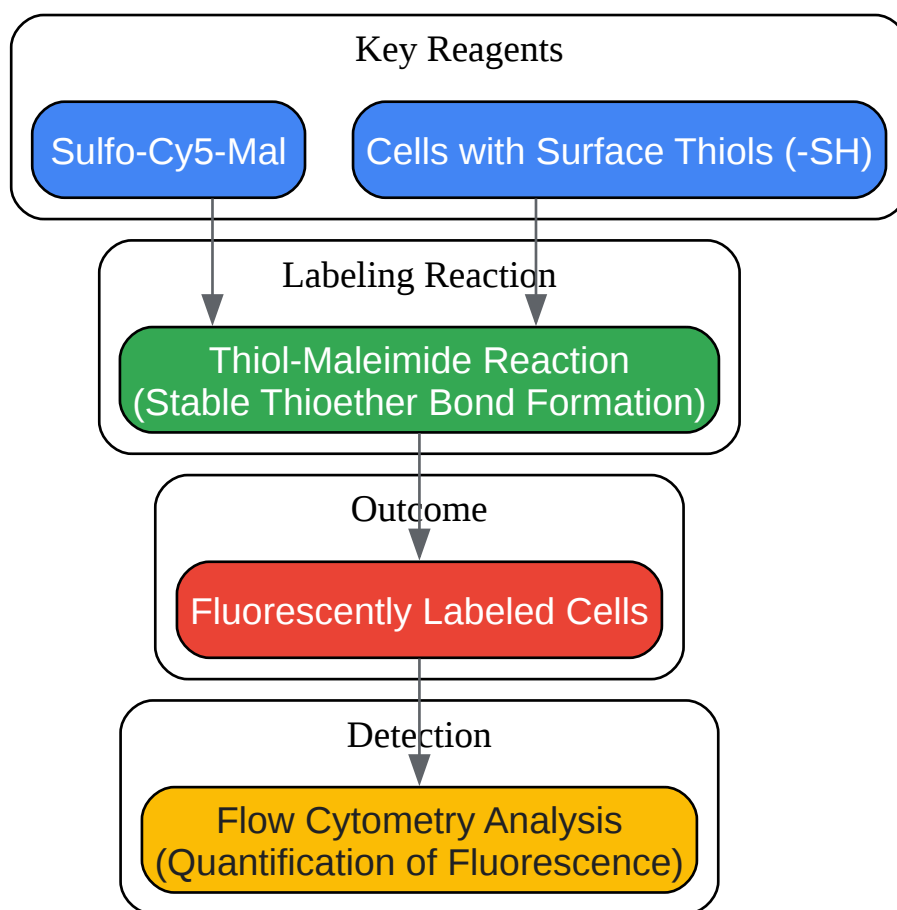 Key Reagents
Sulfo-Cy5-Mal
Cells with Surface Thiols (-SH)
Labeling Reaction
Thiol-Maleimide Reaction
(Stable Thioether Bond Formation)
Outcome
Fluorescently Labeled Cells
Detection
Flow Cytometry Analysis
(Quantification of Fluorescence)